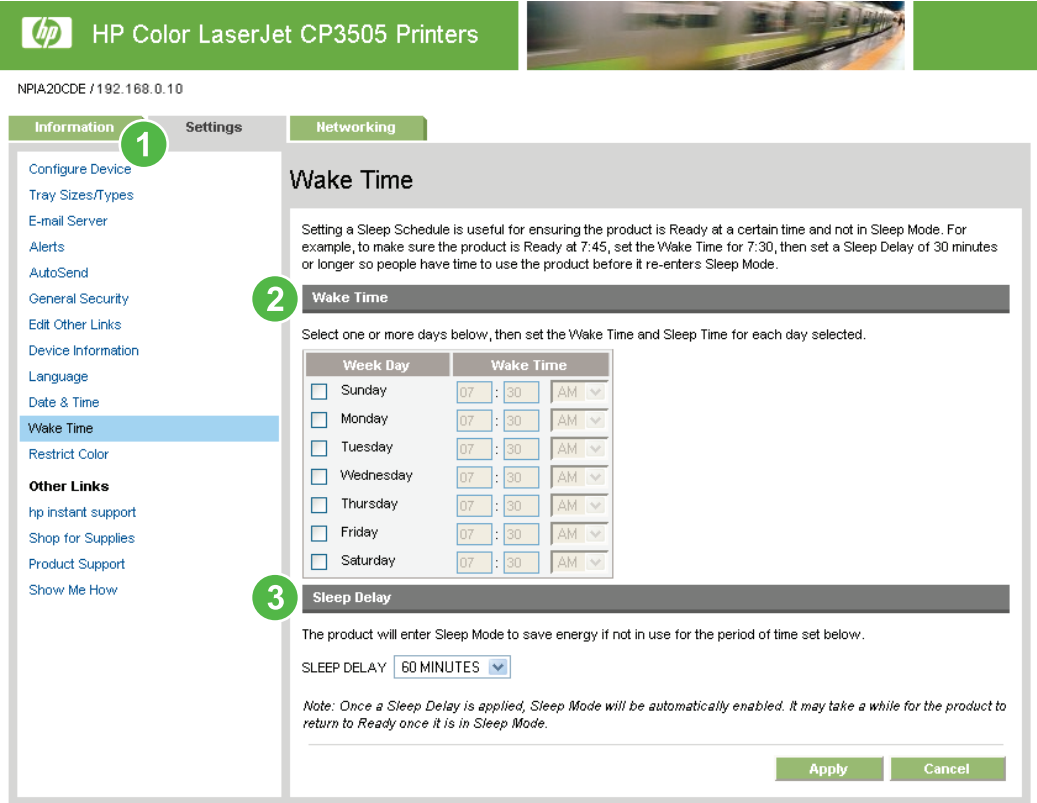 hp HP Color LaserJet CP3505 Printers
NPIA20CDE / 192.168.0.10
Information 1 Settings Networking
Configure Device
Tray Sizes/Types
E-mail Server
Alerts
AutoSend
General Security
Edit Other Links
Device Information
Language
Date & Time
Wake Time
Restrict Color
Other Links
hp instant support
Shop for Supplies
Product Support
Show Me How
Wake Time
Setting a Sleep Schedule is useful for ensuring the product is Ready at a certain time and not in Sleep Mode. For
example, to make sure the product is Ready at 7:45, set the Wake Time for 7:30, then set a Sleep Delay of 30 minutes
or longer so people have time to use the product before it re-enters Sleep Mode.
2 Wake Time
Select one or more days below, then set the Wake Time and Sleep Time for each day selected.
Week Day Wake Time
Sunday 07 : 30 AM
Monday 07 : 30 AM
Tuesday 07 : 30 AM
Wednesday 07 : 30 AM
Thursday 07 : 30 AM
Friday 07 : 30 AM
Saturday 07 : 30 AM
3 Sleep Delay
The product will enter Sleep Mode to save energy if not in use for the period of time set below.
SLEEP DELAY 60 MINUTES
Note: Once a Sleep Delay is applied, Sleep Mode will be automatically enabled. It may take a while for the product to
return to Ready once it is in Sleep Mode.
Apply Cancel